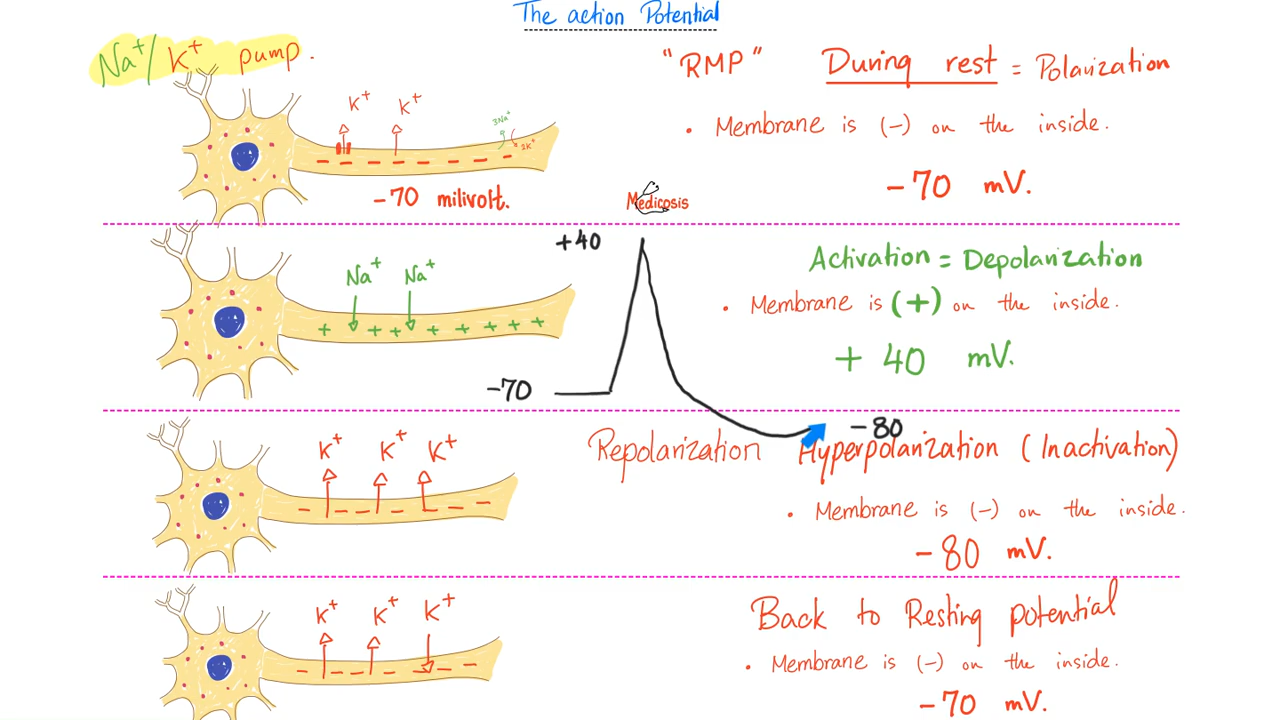 The action Potential
Na⁺/K⁺ pump.
"RMP" During rest = Polarization
K⁺ K⁺
3Na⁺
2K⁺
• Membrane is (-) on the inside.
-70 mV.
-70 milivolt.
Medicosis
+40
Activation = Depolarization
Na⁺ Na⁺
• Membrane is (+) on the inside.
+ 40 mV.
-70
-80
K⁺ K⁺ K⁺
Repolarization Hyperpolarization (Inactivation)
• Membrane is (-) on the inside.
-80 mV.
K⁺ K⁺ K⁺
Back to Resting potential
• Membrane is (-) on the inside.
-70 mV.